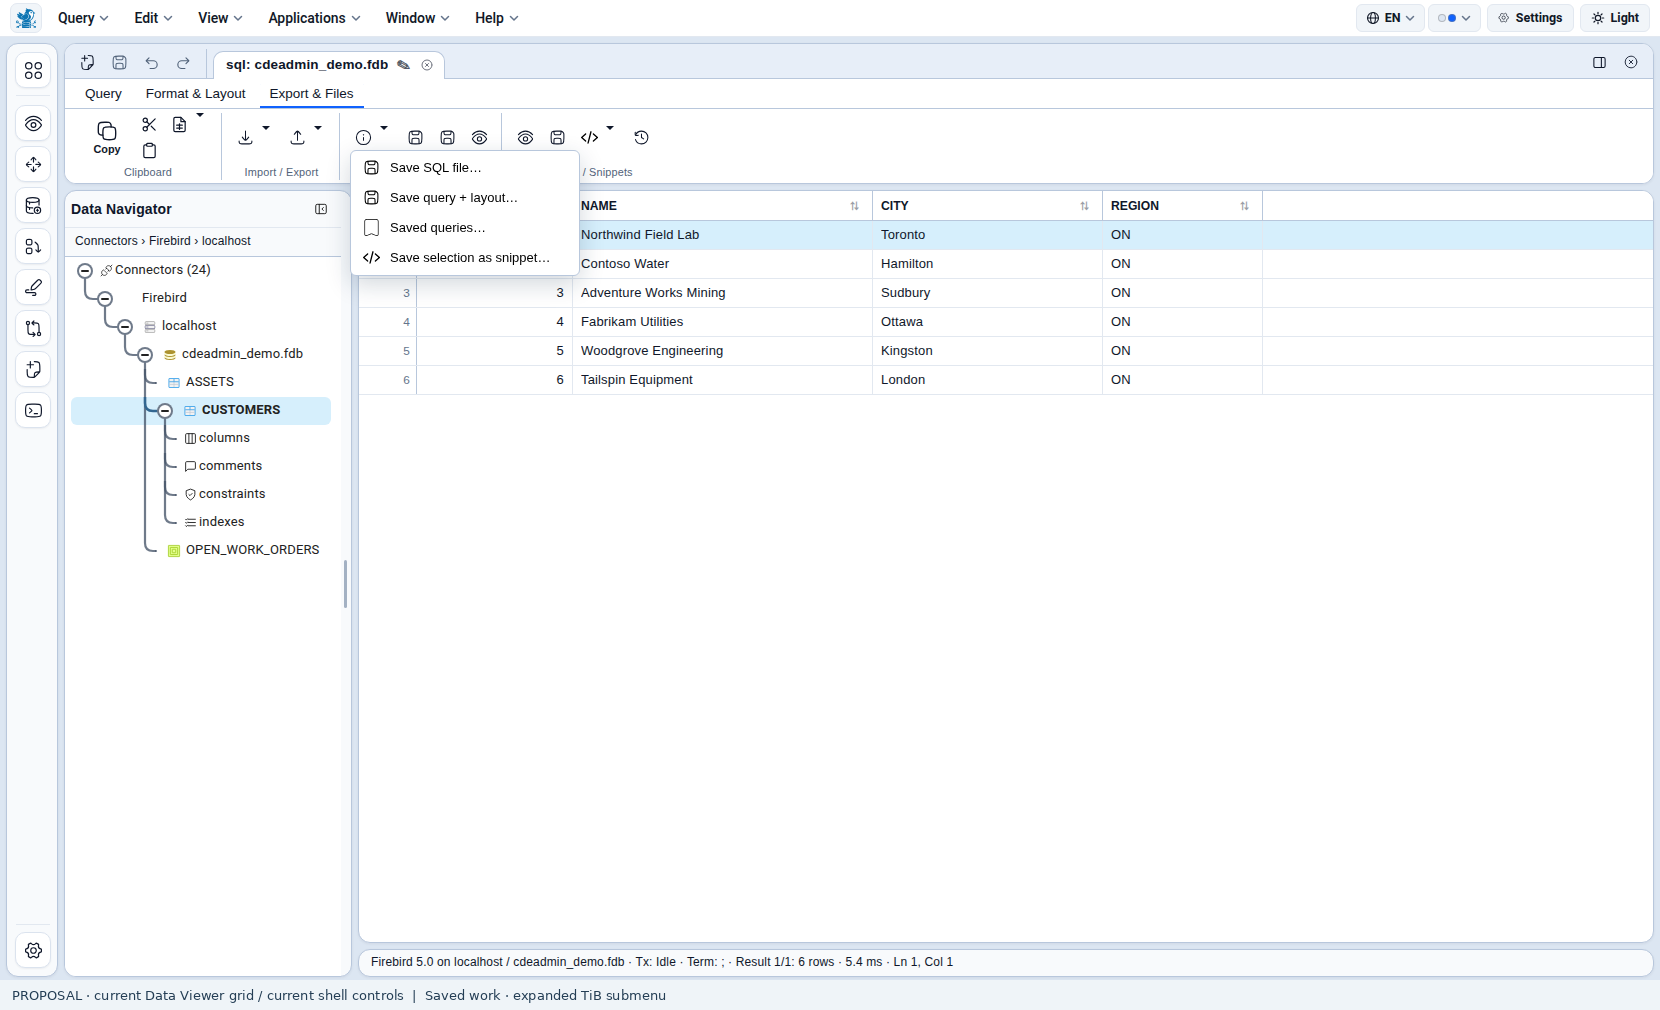 Query Edit View Applications Window Help EN Settings Light
sql: cdeadmin_demo.fdb
Query Format & Layout Export & Files
Copy
Clipboard Import / Export / Snippets
Save SQL file…
Save query + layout…
Saved queries…
Save selection as snippet…
Data Navigator
Connectors › Firebird › localhost
Connectors (24)
Firebird
localhost
cdeadmin_demo.fdb
ASSETS
CUSTOMERS
columns
comments
constraints
indexes
OPEN_WORK_ORDERS
NAME CITY REGION
Northwind Field Lab Toronto ON
Contoso Water Hamilton ON
3 3 Adventure Works Mining Sudbury ON
4 4 Fabrikam Utilities Ottawa ON
5 5 Woodgrove Engineering Kingston ON
6 6 Tailspin Equipment London ON
Firebird 5.0 on localhost / cdeadmin_demo.fdb · Tx: Idle · Term: ; · Result 1/1: 6 rows · 5.4 ms · Ln 1, Col 1
PROPOSAL · current Data Viewer grid / current shell controls | Saved work · expanded TiB submenu